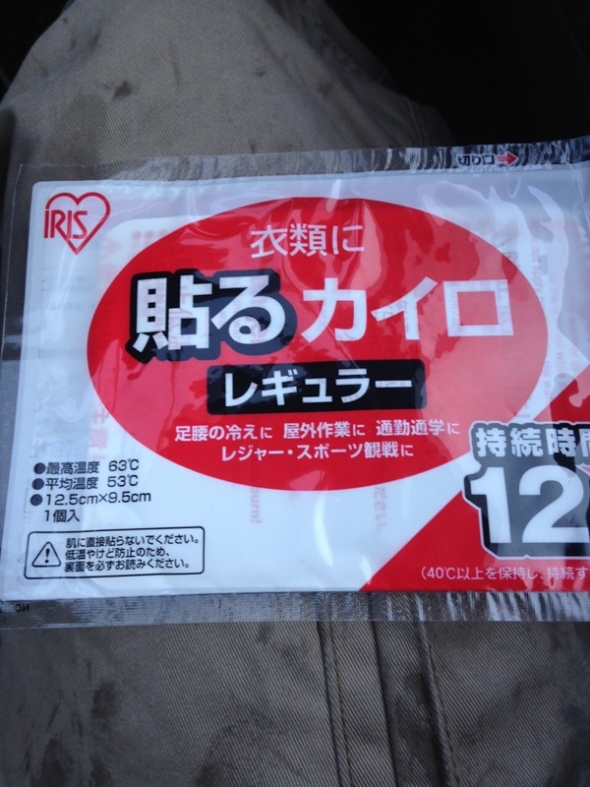 切り口
IRIS
衣類に
貼るカイロ
レギュラー
足腰の冷えに 屋外作業に 通勤通学に
レジャー・スポーツ観戦に
持続時間
12
●最高温度 63℃
●平均温度 53℃
●12.5cm×9.5cm
1個入
肌に直接貼らないでください。
低温やけど防止のため、
裏面を必ずお読みください。
（40℃以上を保持し、持続す